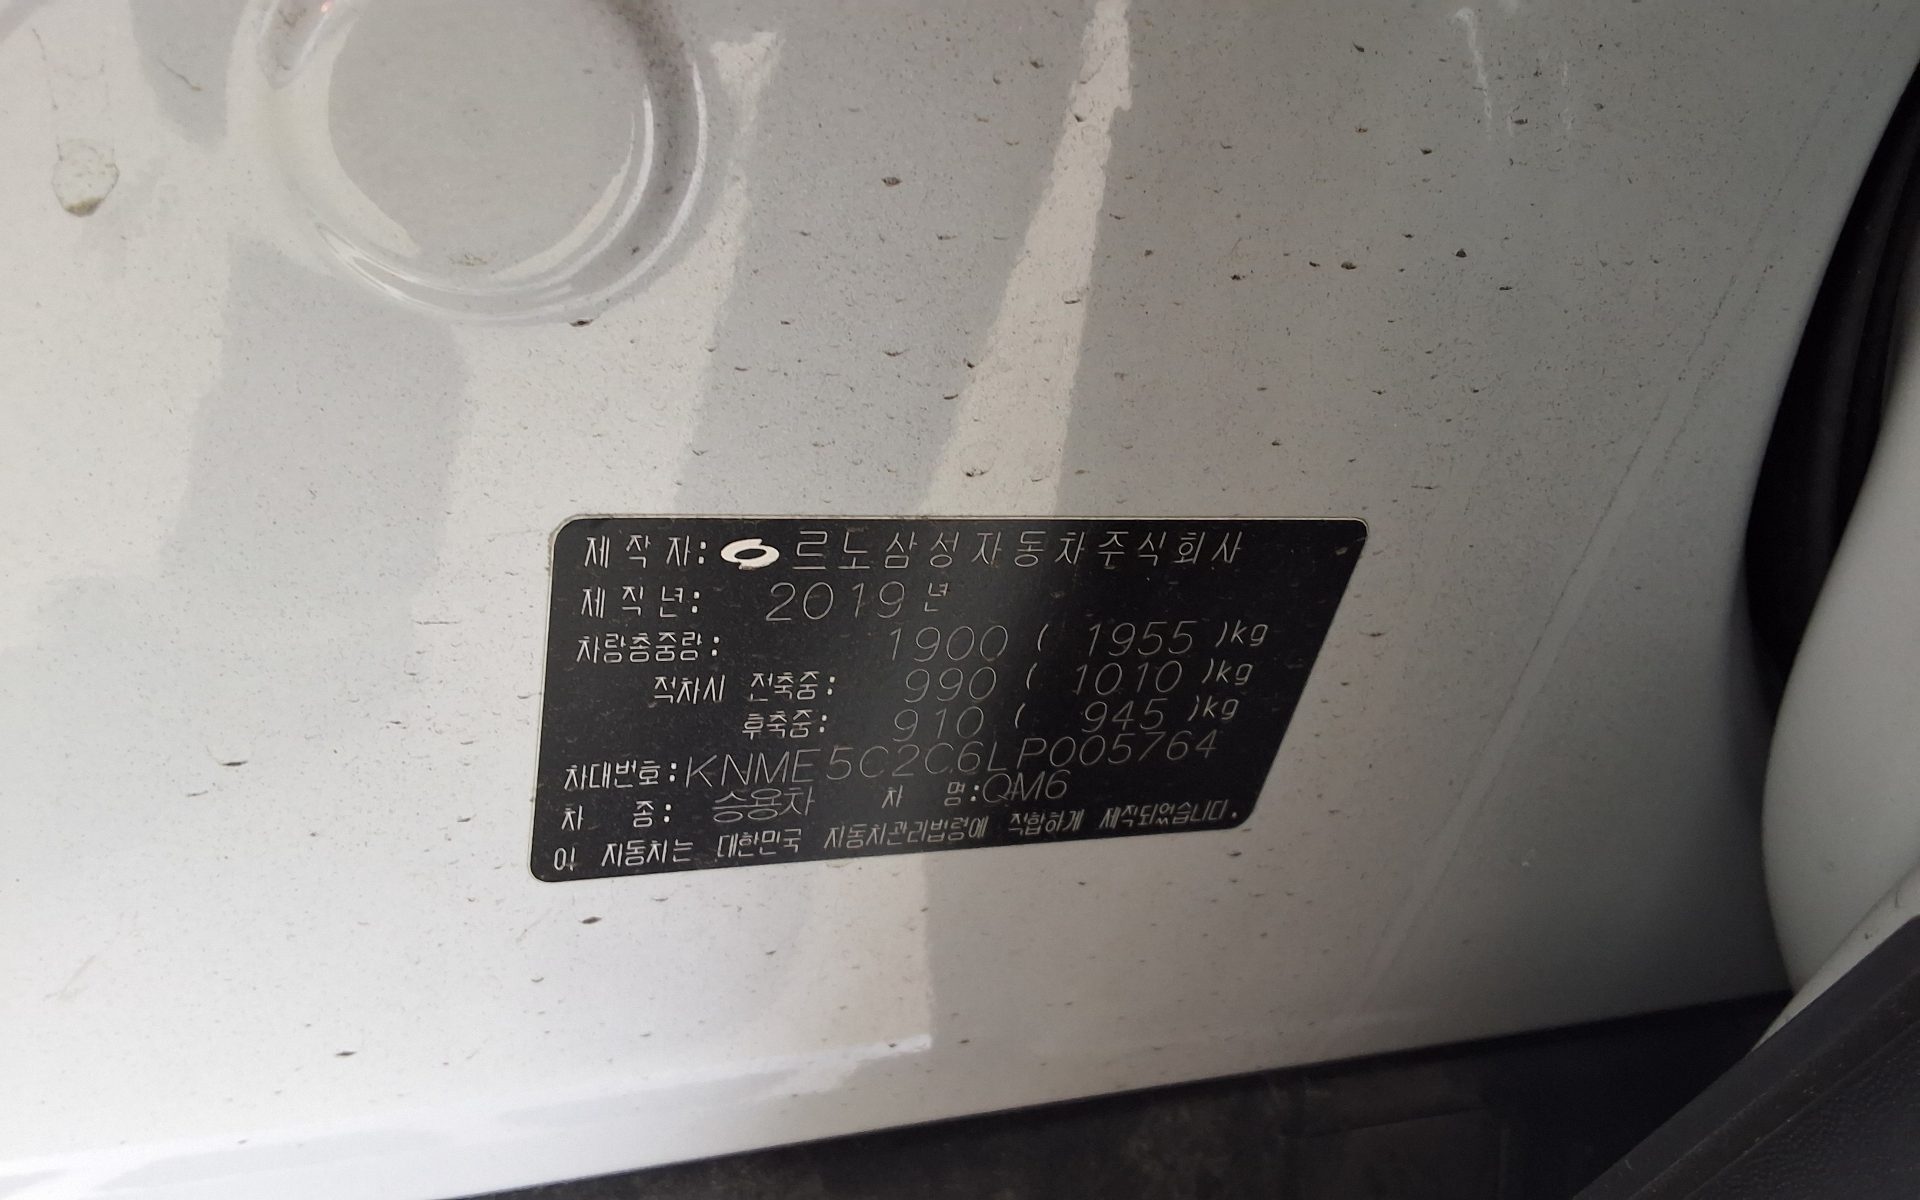 제 작 자: 르노삼성자동차주식회사
제 작 년: 2019 년
차량총중량: 1900 ( 1955 )kg
적차시 전축중: 990 ( 1010 )kg
후축중: 910 ( 945 )kg
차대번호: KNME5C2C6LP005764
차 종: 승용차 차 명: QM6
이 자동차는 대한민국 자동차관리법령에 적합하게 제작되었습니다.